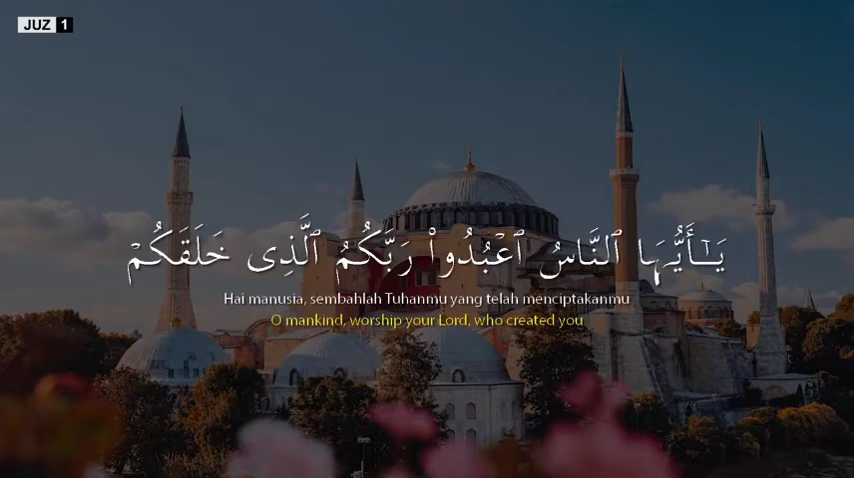 JUZ 1
يَـٰٓأَيُّهَا ٱلنَّاسُ ٱعْبُدُوا۟ رَبَّكُمُ ٱلَّذِى خَلَقَكُمْ
Hai manusia, sembahlah Tuhanmu yang telah menciptakanmu
O mankind, worship your Lord, who created you